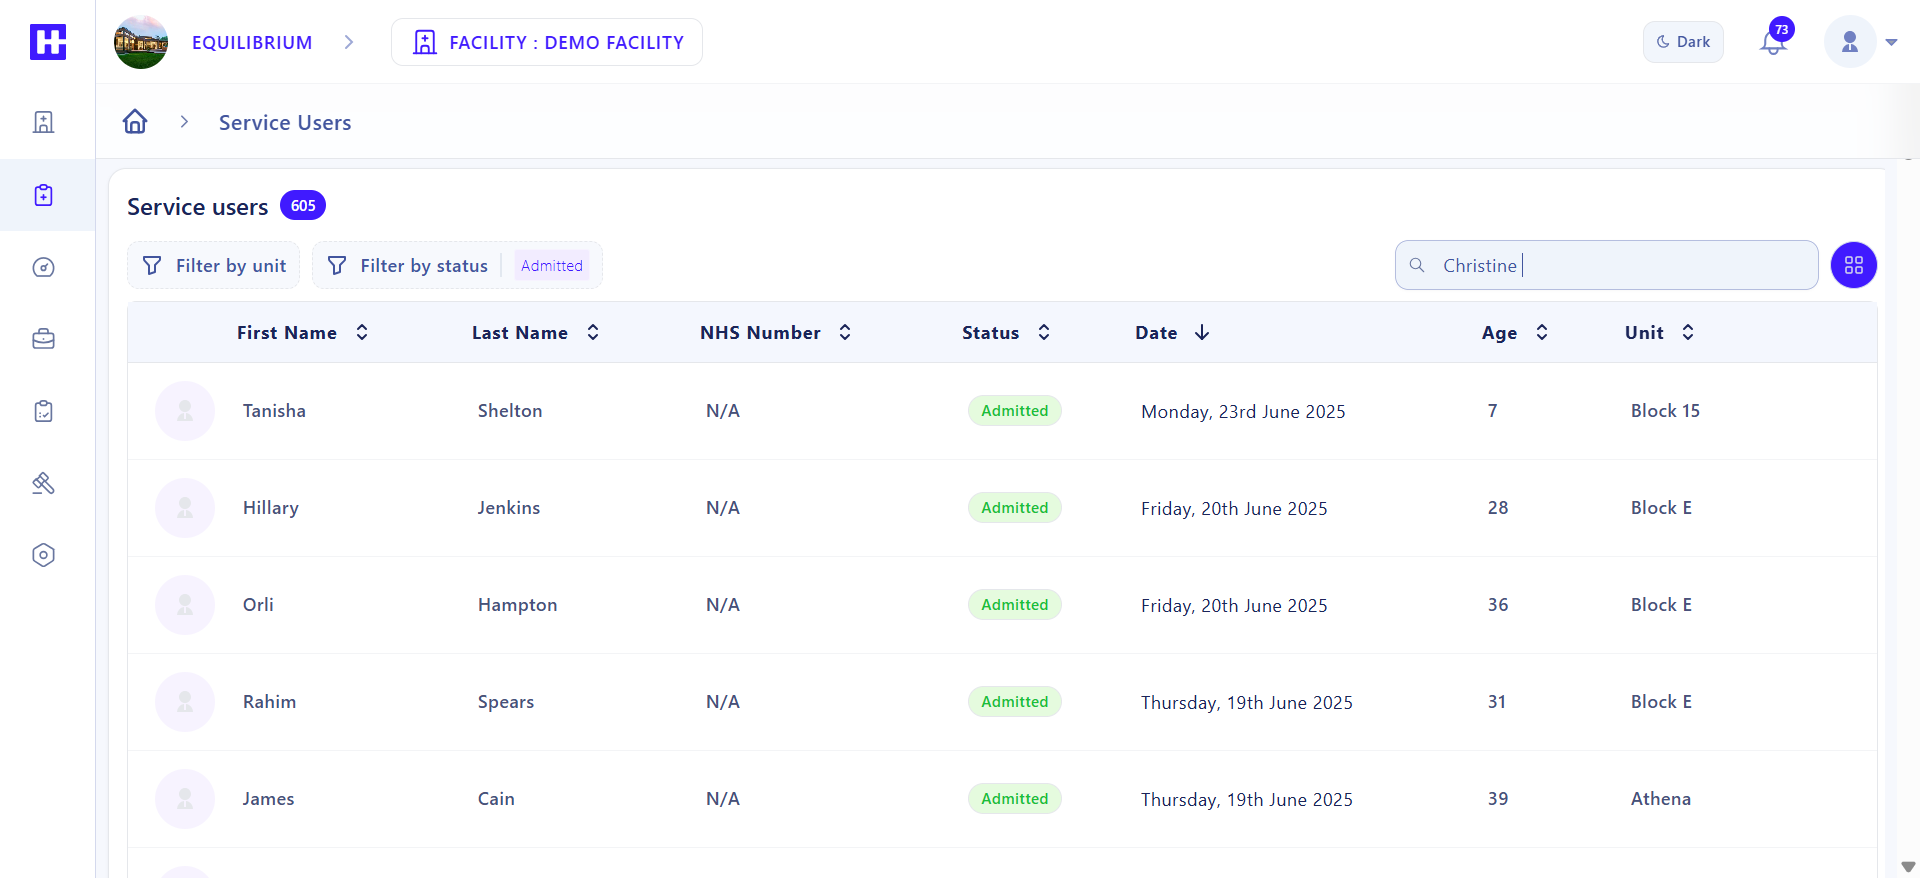 EQUILIBRIUM
FACILITY : DEMO FACILITY
Dark
73
Service Users
Service users 605
Filter by unit
Filter by status
Admitted
Christine
First Name
Last Name
NHS Number
Status
Date
Age
Unit
Tanisha Shelton N/A Admitted Monday, 23rd June 2025 7 Block 15
Hillary Jenkins N/A Admitted Friday, 20th June 2025 28 Block E
Orli Hampton N/A Admitted Friday, 20th June 2025 36 Block E
Rahim Spears N/A Admitted Thursday, 19th June 2025 31 Block E
James Cain N/A Admitted Thursday, 19th June 2025 39 Athena